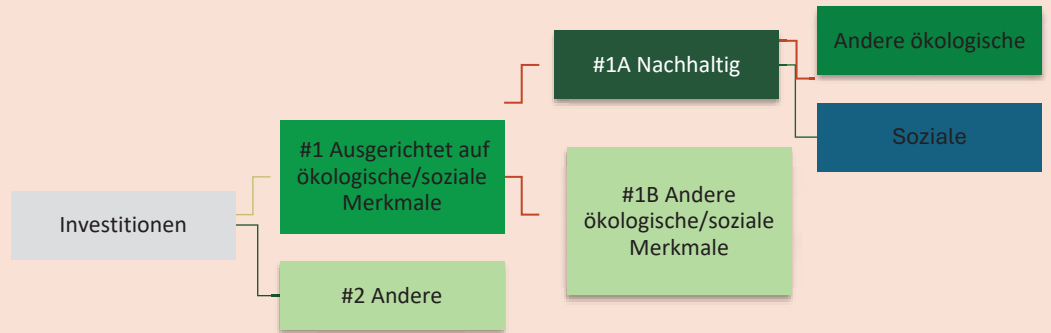 Investitionen
#1 Ausgerichtet auf
ökologische/soziale
Merkmale
#2 Andere
#1A Nachhaltig
#1B Andere
ökologische/soziale
Merkmale
Andere ökologische
Soziale